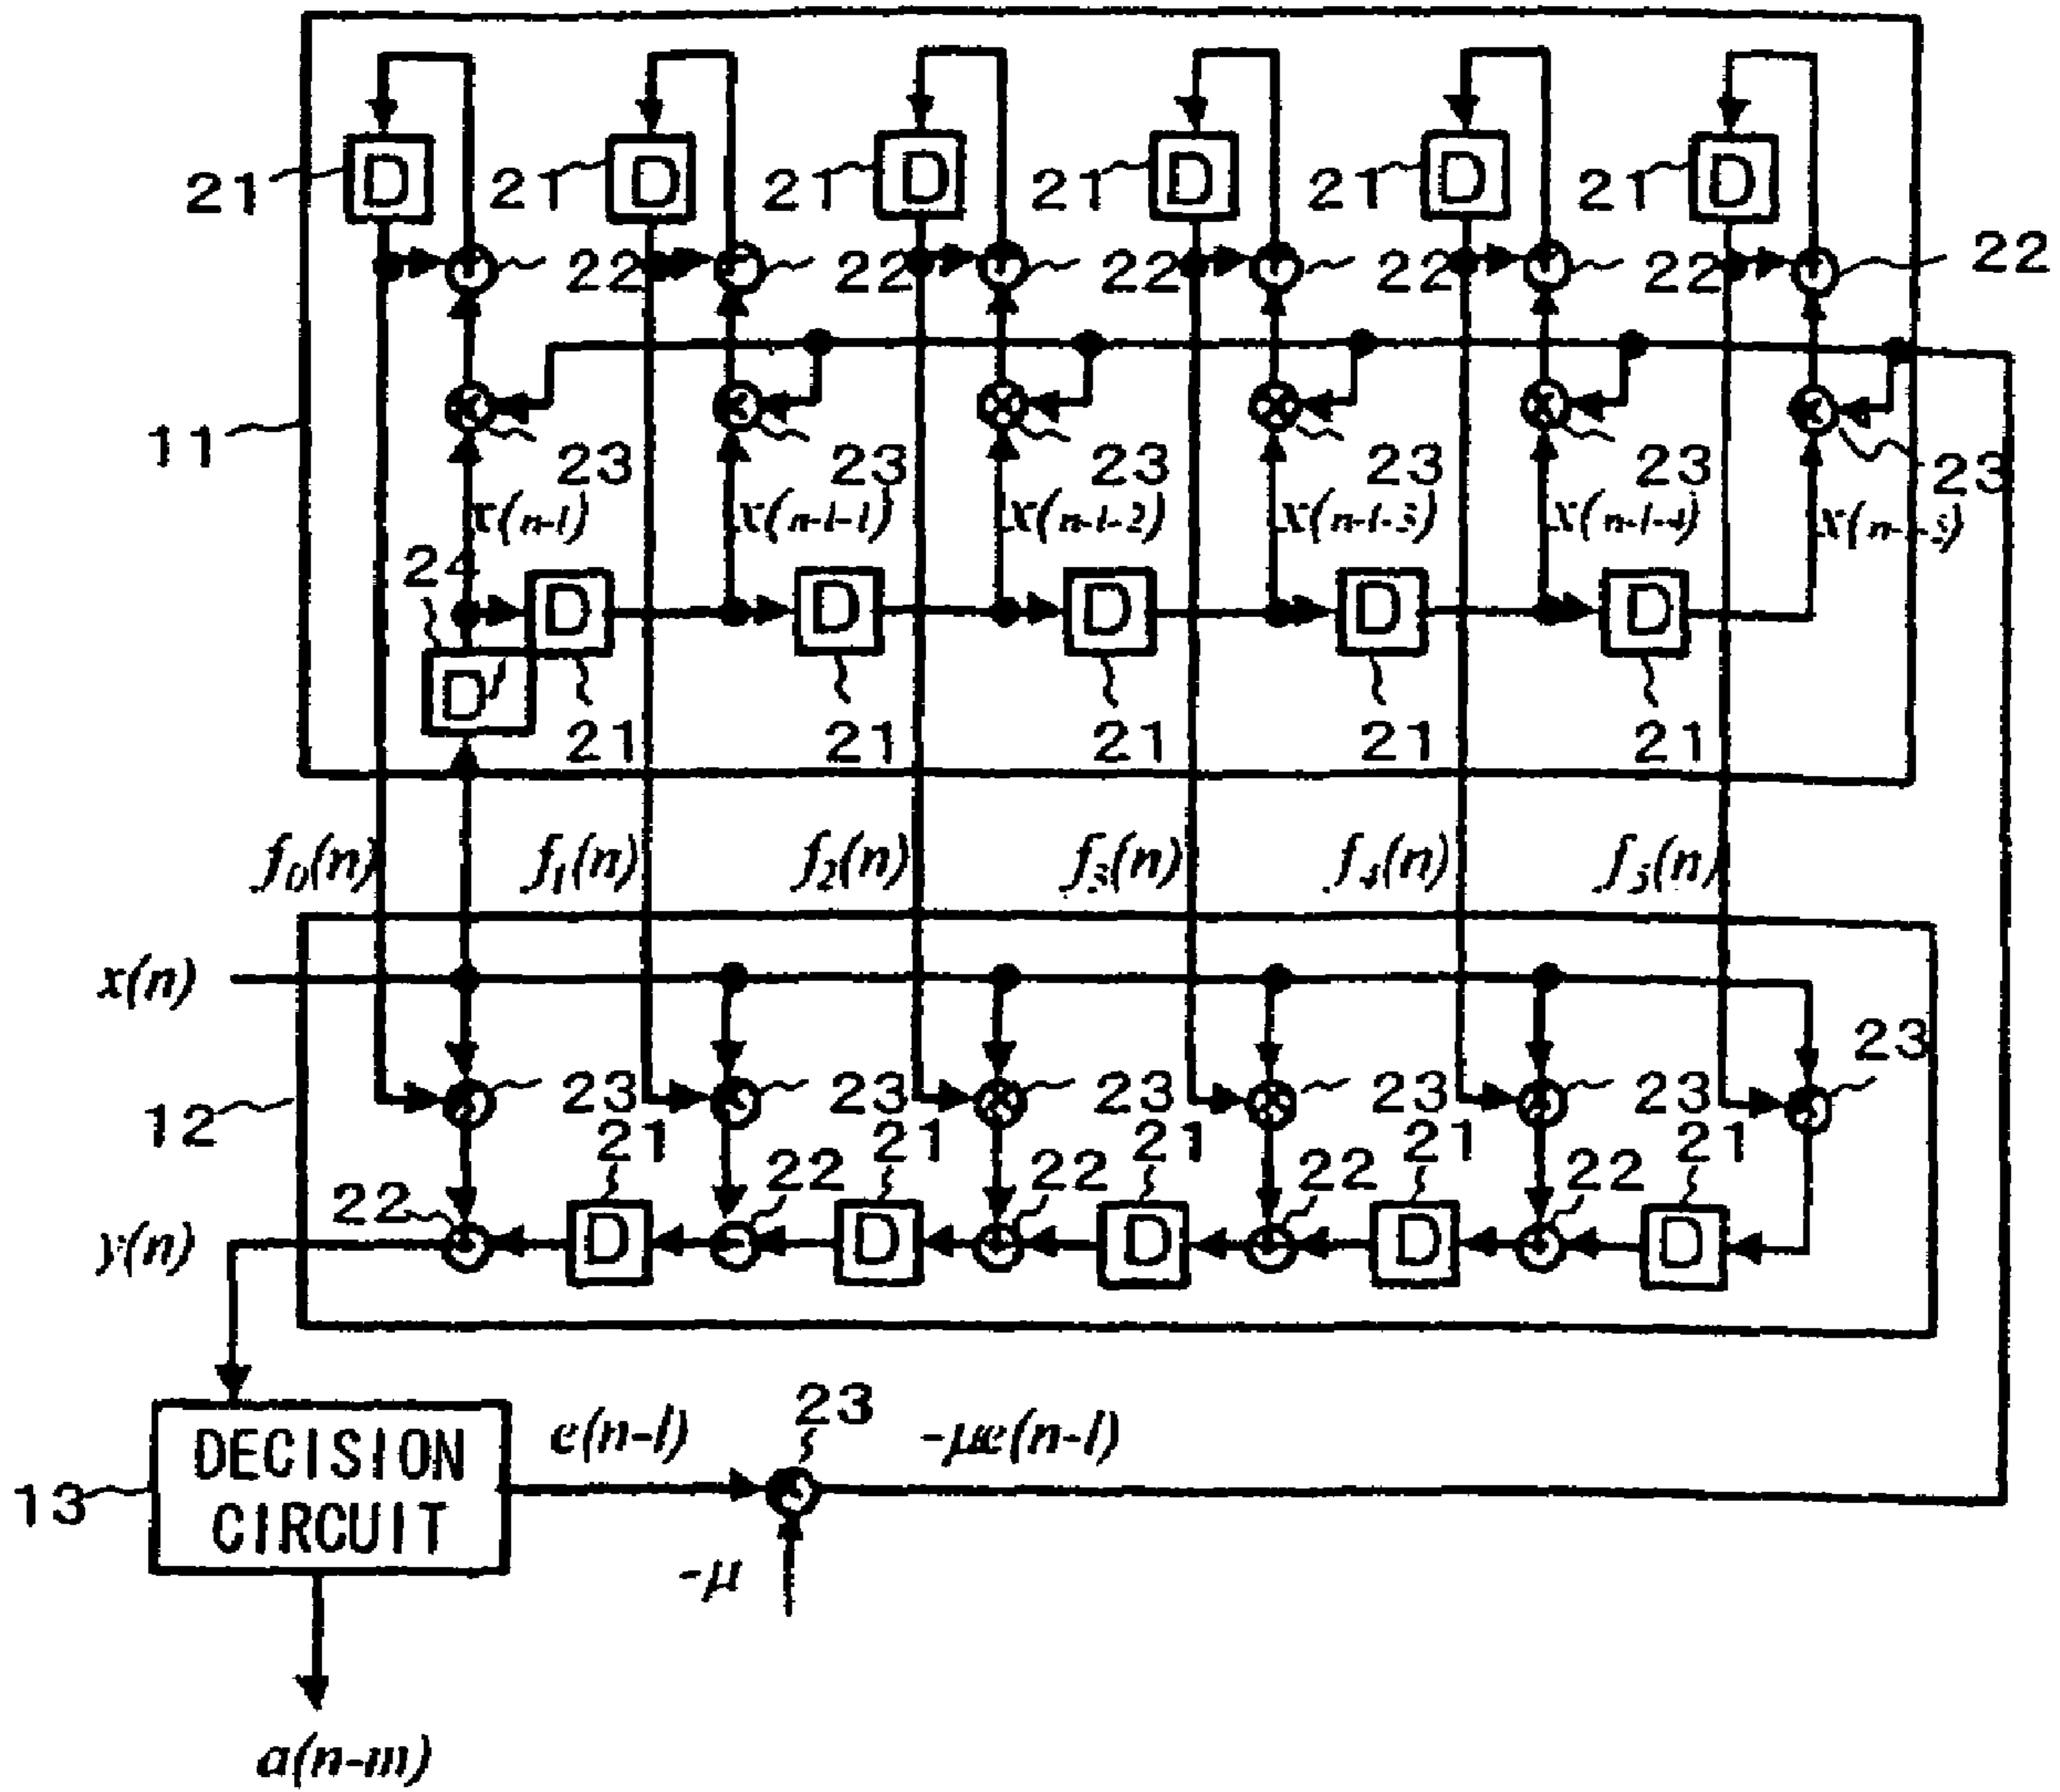 D D D D D D
21 21 21 21 21 21
22 22 22 22 22 22
11
23 23 23 23 23 23
x(n-l) x(n-l-1) x(n-l-2) x(n-l-3) x(n-l-4) x(n-l-5)
24
D D D D D
D^l
21 21 21 21 21
f₀(n) f₁(n) f₂(n) f₃(n) f₄(n) f₅(n)
x(n)
23
12
23 23 23 23 23
21 21 21 21 21
22 22 22 22 22
y(n)
D D D D D
23
DECISION
CIRCUIT
13
e(n-l)
-μe(n-l)
-μ
a(n-m)